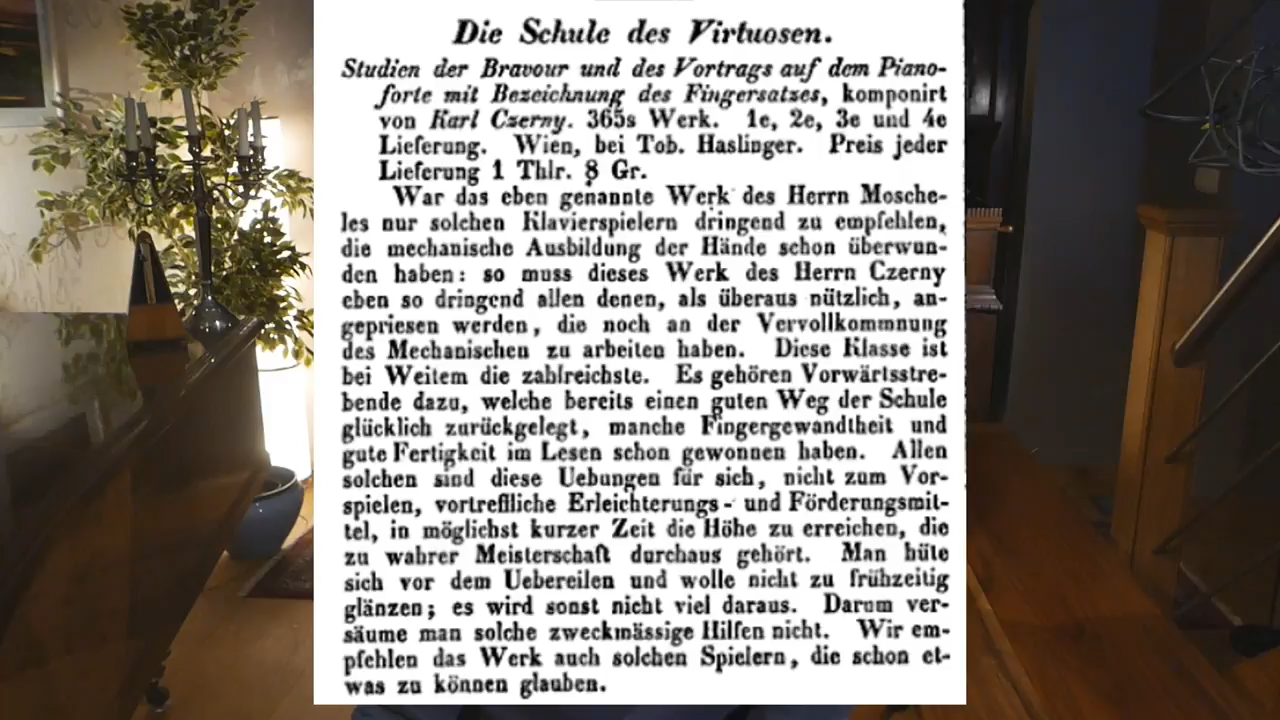 Die Schule des Virtuosen.
Studien der Bravour und des Vortrags auf dem Piano-
forte mit Bezeichnung des Fingersatzes, komponirt
von Karl Czerny. 365s Werk. 1e, 2e, 3e und 4e
Lieferung. Wien, bei Tob. Haslinger. Preis jeder
Lieferung 1 Thlr. 8 Gr.
War das eben genannte Werk des Herrn Mosche-
les nur solchen Klavierspielern dringend zu empfehlen,
die mechanische Ausbildung der Hände schon überwun-
den haben: so muss dieses Werk des Herrn Czerny
eben so dringend allen denen, als überaus nützlich, an-
gepriesen werden, die noch an der Vervollkommnung
des Mechanischen zu arbeiten haben. Diese Klasse ist
bei Weitem die zahlreichste. Es gehören Vorwärtsstre-
bende dazu, welche bereits einen guten Weg der Schule
glücklich zurückgelegt, manche Fingergewandtheit und
gute Fertigkeit im Lesen schon gewonnen haben. Allen
solchen sind diese Uebungen für sich, nicht zum Vor-
spielen, vortreffliche Erleichterungs- und Förderungsmit-
tel, in möglichst kurzer Zeit die Höhe zu erreichen, die
zu wahrer Meisterschaft durchaus gehört. Man hüte
sich vor dem Uebereilen und wolle nicht zu frühzeitig
glänzen; es wird sonst nicht viel daraus. Darum ver-
säume man solche zweckmässige Hilfen nicht. Wir em-
pfehlen das Werk auch solchen Spielern, die schon et-
was zu können glauben.